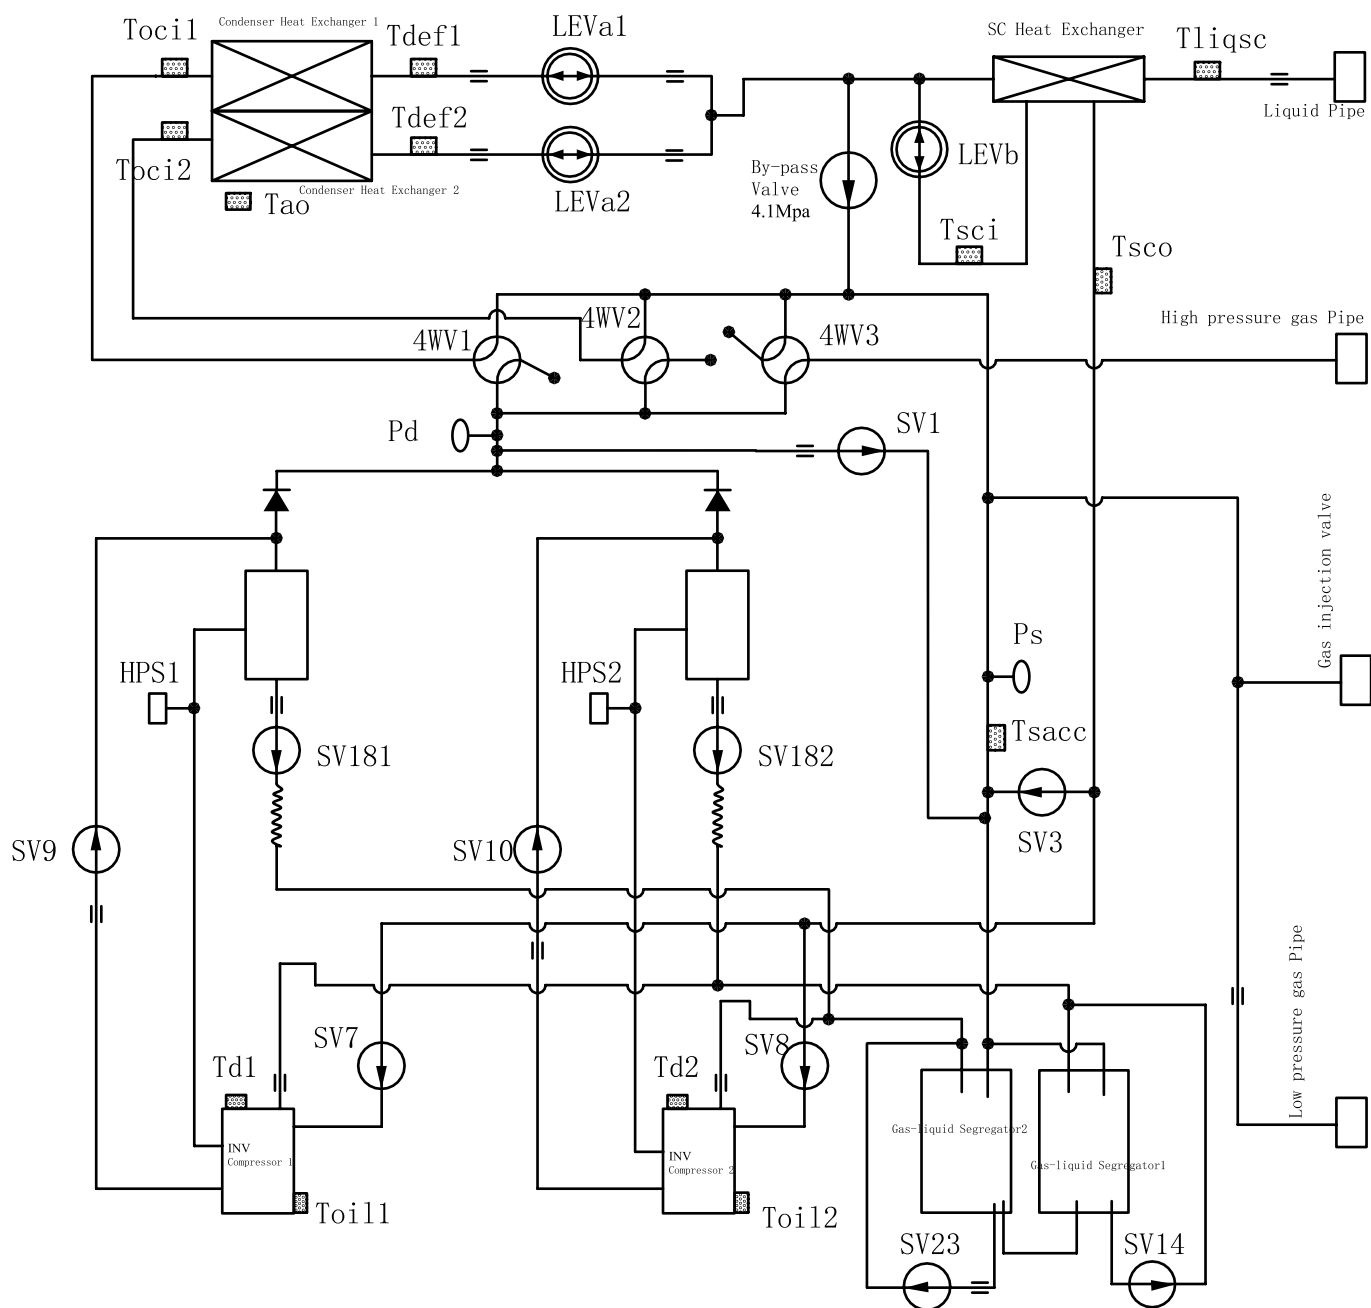 Toci1
Condenser Heat Exchanger 1
Tdef1
LEVa1
SC Heat Exchanger
Tliqsc
Liquid Pipe
Toci2
Tdef2
Condenser Heat Exchanger 2
Tao
LEVa2
By-pass
Valve
4.1Mpa
LEVb
Tsci
Tsco
4WV1
4WV2
4WV3
High pressure gas Pipe
Pd
SV1
Gas injection valve
HPS1
HPS2
Ps
SV181
SV182
Tsacc
SV9
SV10
SV3
Low pressure gas Pipe
SV7
SV8
Td1
Td2
INV
Compressor 1
INV
Compressor 2
Gas-liquid Segregator2
Gas-liquid Segregator1
Toil1
Toil2
SV23
SV14